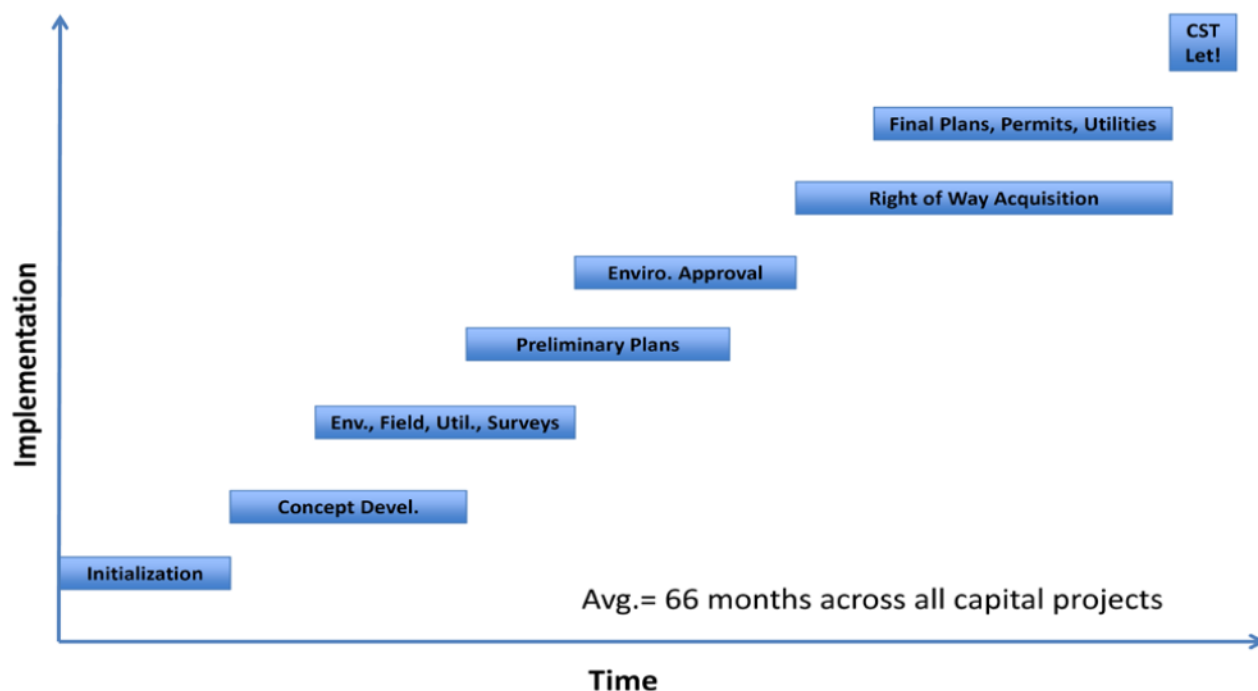 CST
Let!
Final Plans, Permits, Utilities
Right of Way Acquisition
Enviro. Approval
Preliminary Plans
Env., Field, Util., Surveys
Concept Devel.
Initialization
Avg.= 66 months across all capital projects
Implementation
Time